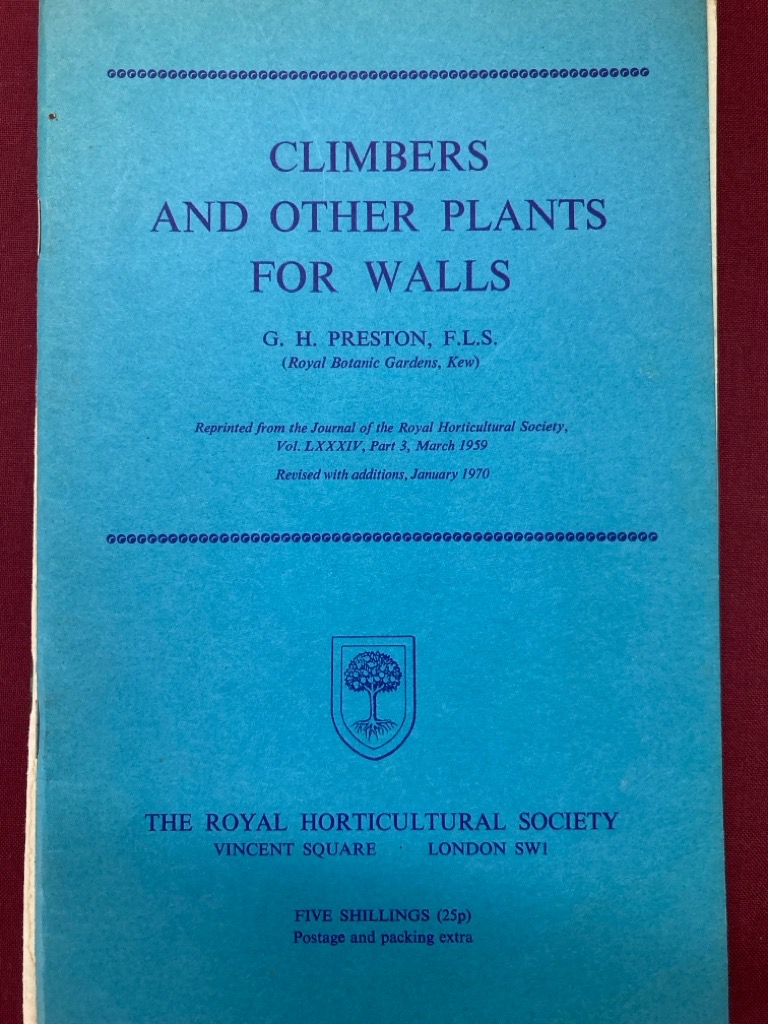 CLIMBERS
AND OTHER PLANTS
FOR WALLS
G. H. PRESTON, F.L.S.
(Royal Botanic Gardens, Kew)
Reprinted from the Journal of the Royal Horticultural Society,
Vol. LXXXIV, Part 3, March 1959
Revised with additions, January 1970
THE ROYAL HORTICULTURAL SOCIETY
VINCENT SQUARE · LONDON SW1
FIVE SHILLINGS (25p)
Postage and packing extra